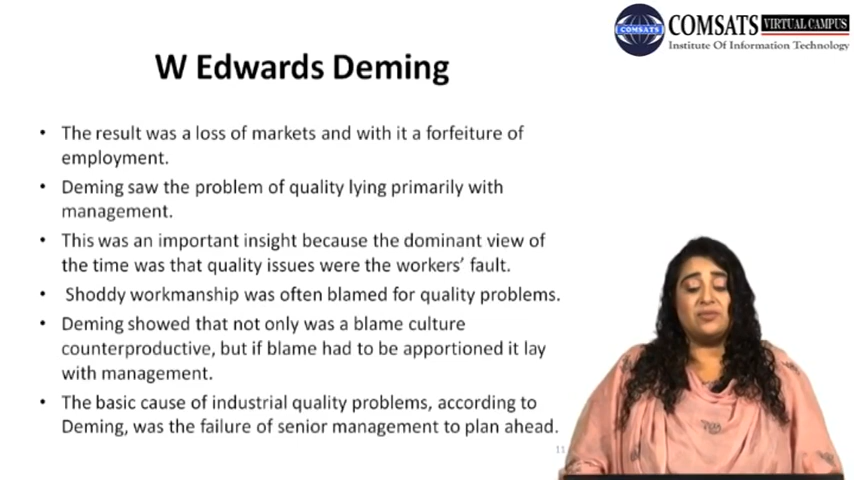 COMSATS
COMSATS VIRTUAL CAMPUS
Institute Of Information Technology
W Edwards Deming
• The result was a loss of markets and with it a forfeiture of
employment.
• Deming saw the problem of quality lying primarily with
management.
• This was an important insight because the dominant view of
the time was that quality issues were the workers' fault.
• Shoddy workmanship was often blamed for quality problems.
• Deming showed that not only was a blame culture
counterproductive, but if blame had to be apportioned it lay
with management.
• The basic cause of industrial quality problems, according to
Deming, was the failure of senior management to plan ahead.
11